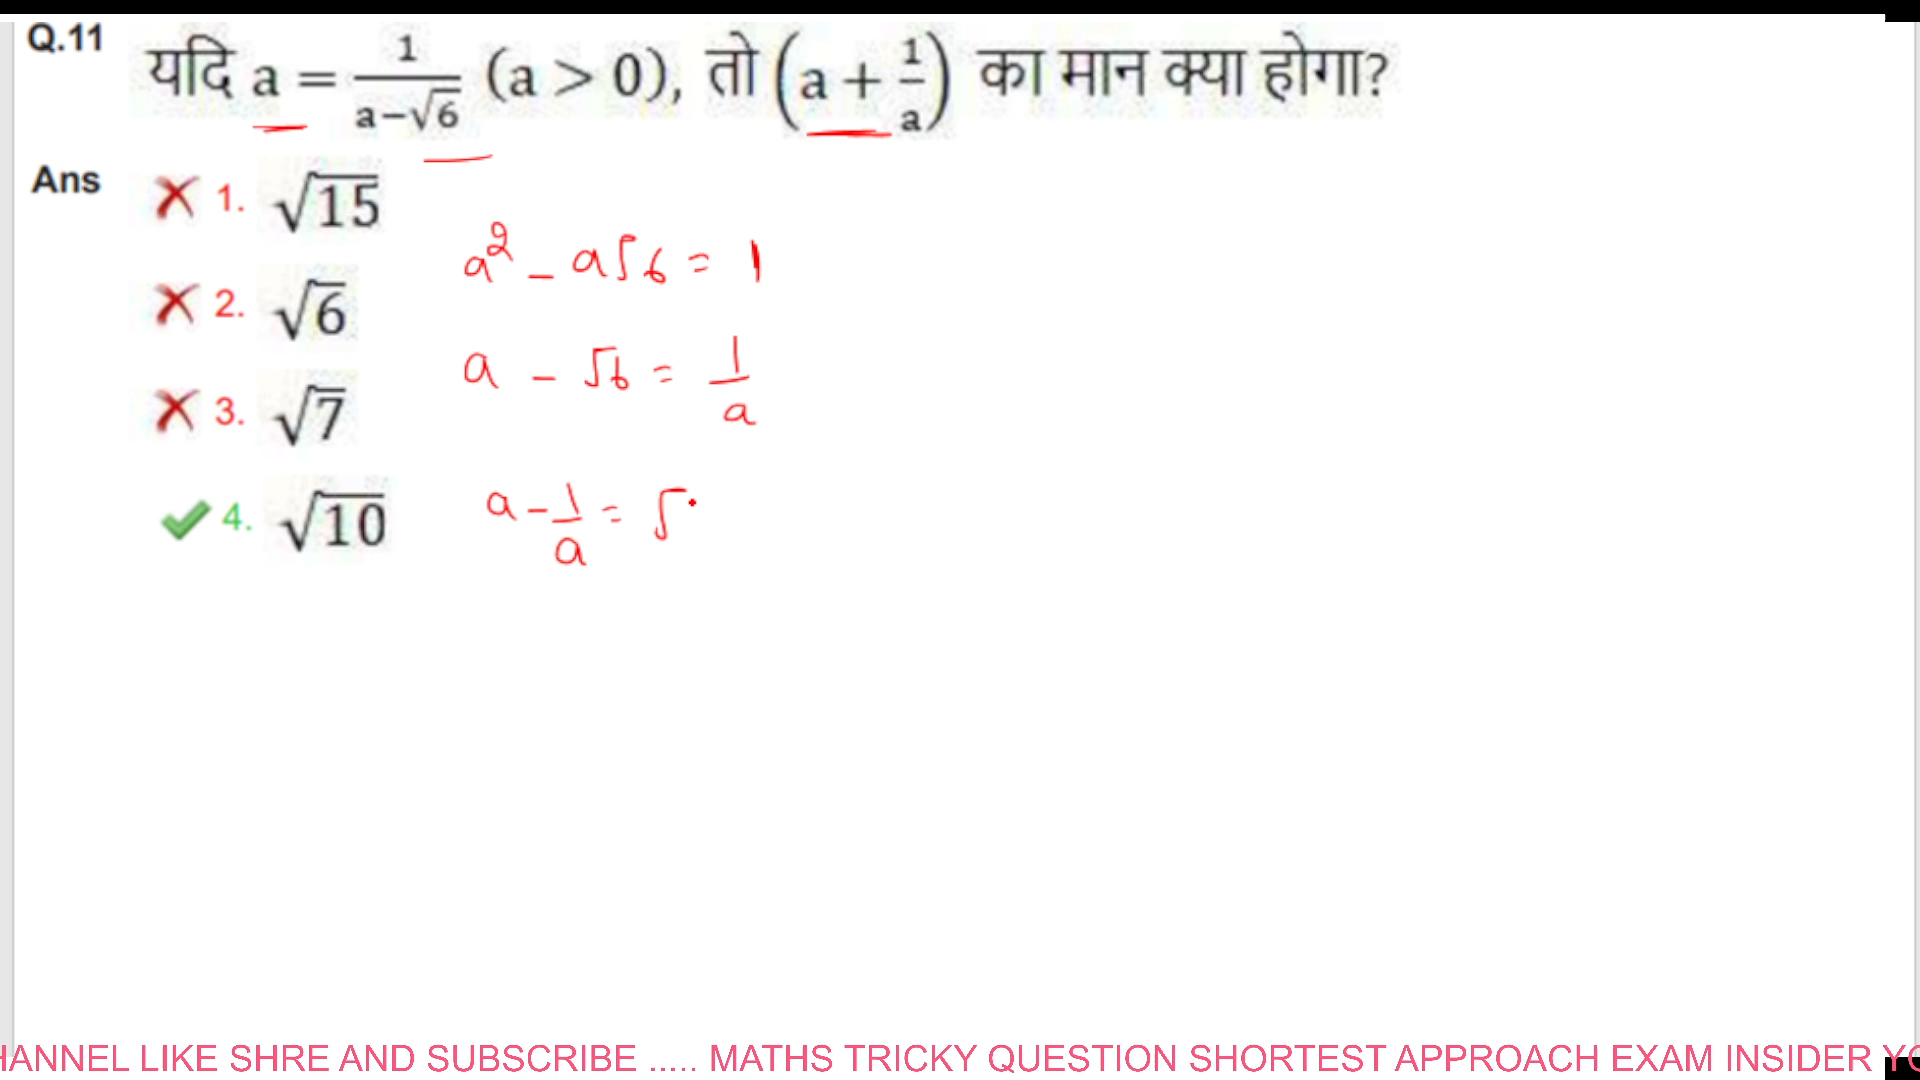 Q.11 यदि a = 1/(a−√6) (a > 0), तो (a + 1/a) का मान क्या होगा?
Ans 1. √15
2. √6
3. √7
4. √10
a² − a√6 = 1
a − √6 = 1/a
a − 1/a = √
HANNEL LIKE SHRE AND SUBSCRIBE ..... MATHS TRICKY QUESTION SHORTEST APPROACH EXAM INSIDER YO